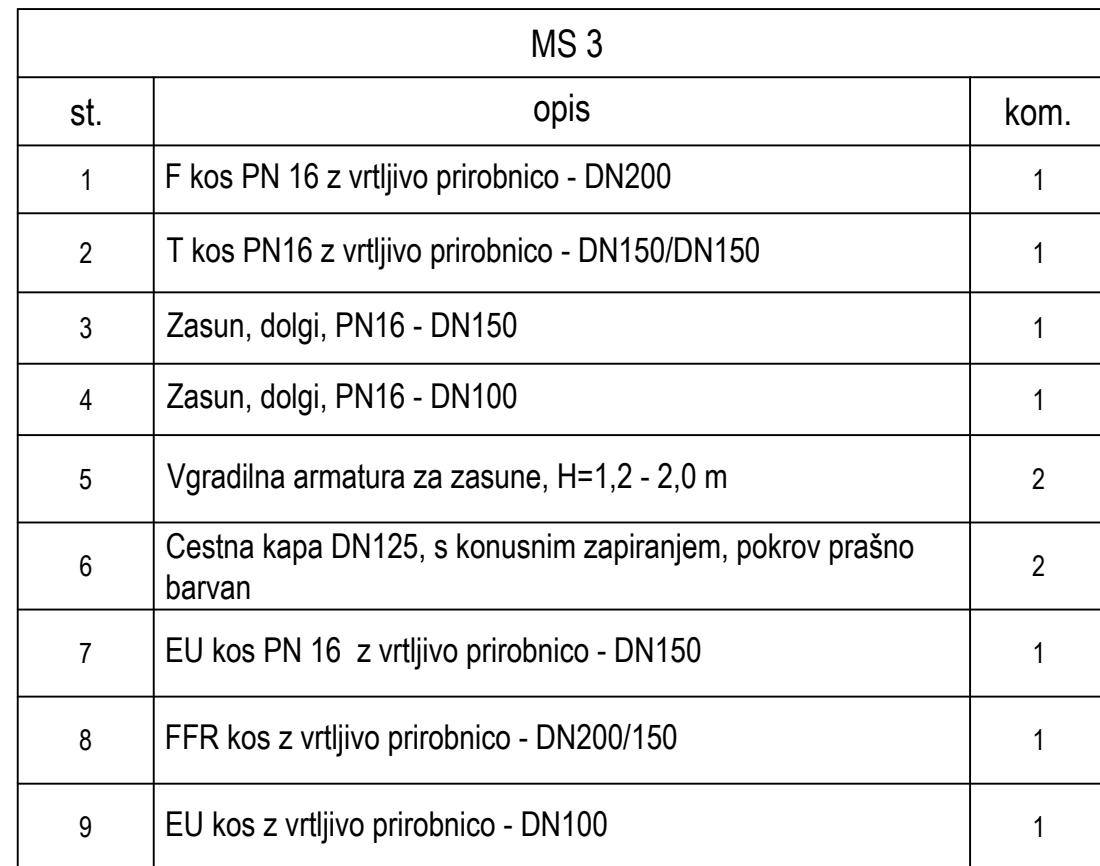 MS 3
st. opis kom.
1 F kos PN 16 z vrtljivo prirobnico - DN200 1
2 T kos PN16 z vrtljivo prirobnico - DN150/DN150 1
3 Zasun, dolgi, PN16 - DN150 1
4 Zasun, dolgi, PN16 - DN100 1
5 Vgradilna armatura za zasune, H=1,2 - 2,0 m 2
6 Cestna kapa DN125, s konusnim zapiranjem, pokrov prašno 2
barvan
7 EU kos PN 16 z vrtljivo prirobnico - DN150 1
8 FFR kos z vrtljivo prirobnico - DN200/150 1
9 EU kos z vrtljivo prirobnico - DN100 1